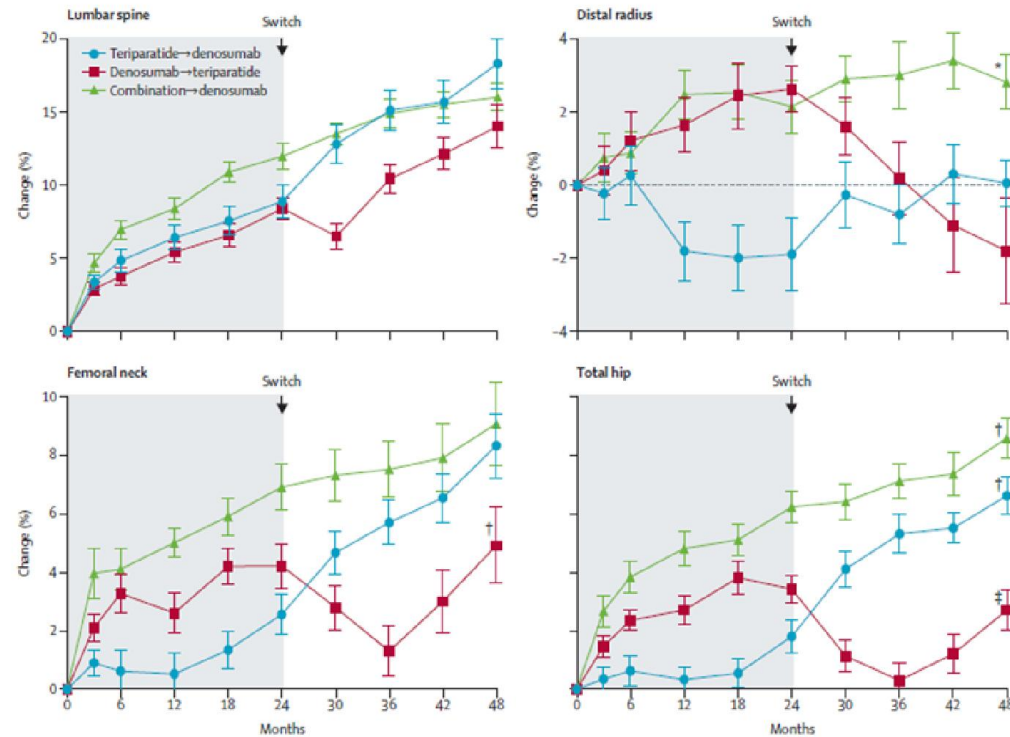 Lumbar spine
Switch
20
15
10
5
0
Change (%)
Teriparatide→denosumab
Denosumab→teriparatide
Combination→denosumab
Distal radius
Switch
4
2
0
−2
−4
Change (%)
*
Femoral neck
Switch
10
8
6
4
2
0
Change (%)
†
0 6 12 18 24 30 36 42 48
Months
Total hip
Switch
†
†
‡
0 6 12 18 24 30 36 42 48
Months